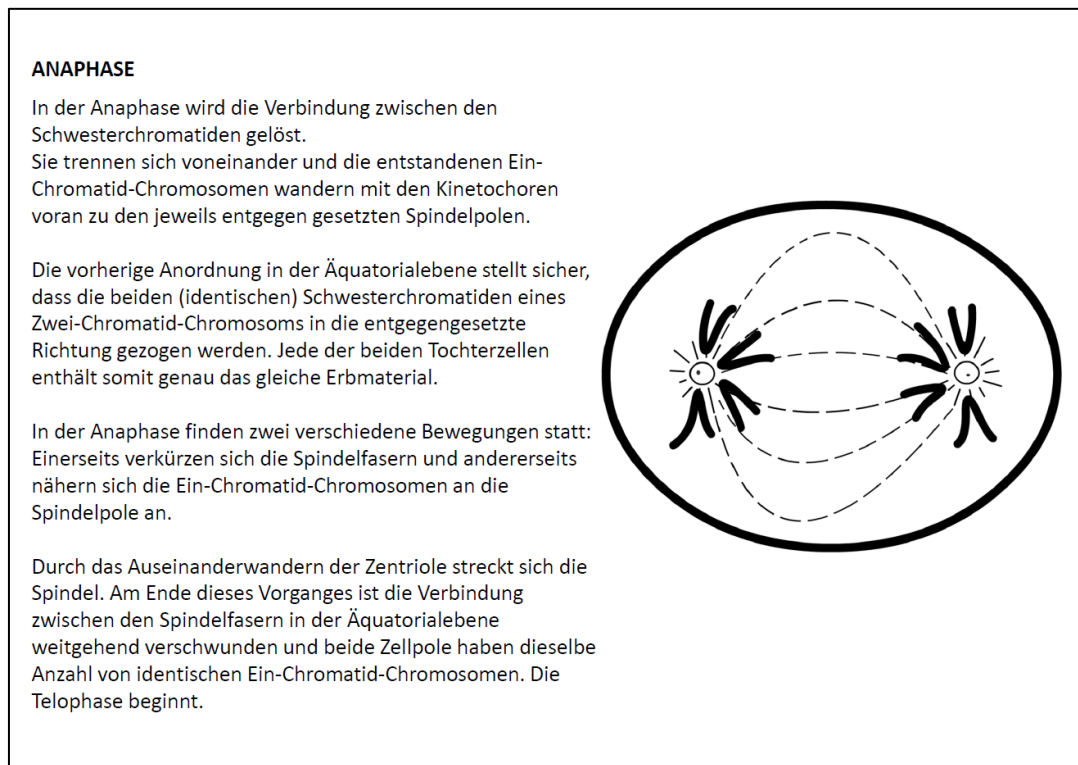 ANAPHASE
In der Anaphase wird die Verbindung zwischen den
Schwesterchromatiden gelöst.
Sie trennen sich voneinander und die entstandenen Ein-
Chromatid-Chromosomen wandern mit den Kinetochoren
voran zu den jeweils entgegen gesetzten Spindelpolen.
Die vorherige Anordnung in der Äquatorialebene stellt sicher,
dass die beiden (identischen) Schwesterchromatiden eines
Zwei-Chromatid-Chromosoms in die entgegengesetzte
Richtung gezogen werden. Jede der beiden Tochterzellen
enthält somit genau das gleiche Erbmaterial.
In der Anaphase finden zwei verschiedene Bewegungen statt:
Einerseits verkürzen sich die Spindelfasern und andererseits
nähern sich die Ein-Chromatid-Chromosomen an die
Spindelpole an.
Durch das Auseinanderwandern der Zentriole streckt sich die
Spindel. Am Ende dieses Vorganges ist die Verbindung
zwischen den Spindelfasern in der Äquatorialebene
weitgehend verschwunden und beide Zellpole haben dieselbe
Anzahl von identischen Ein-Chromatid-Chromosomen. Die
Telophase beginnt.